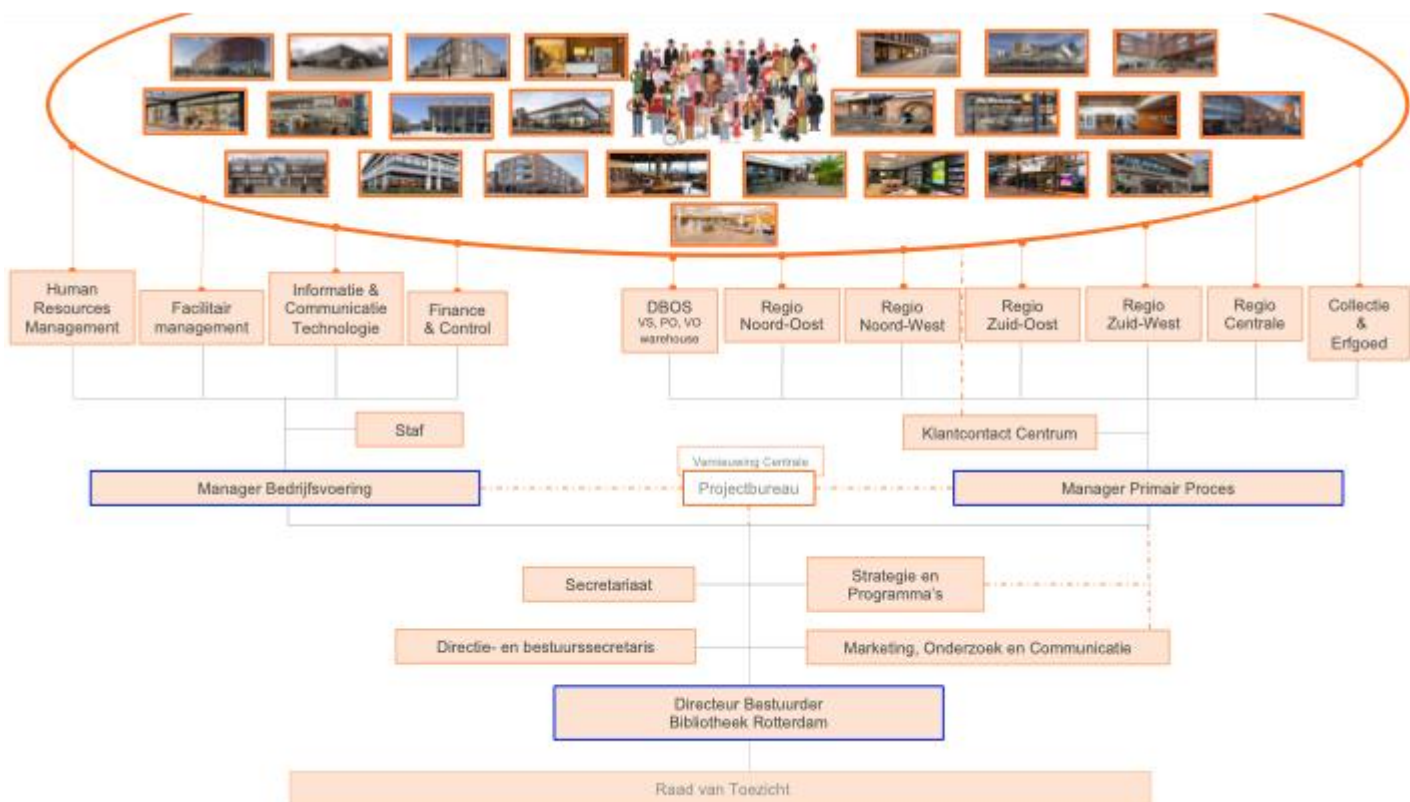 Human
Resources
Management
Facilitair
management
Informatie &
Communicatie
Technologie
Finance
& Control
DBOS
VS, PO, VO
warehouse
Regio
Noord-Oost
Regio
Noord-West
Regio
Zuid-Oost
Regio
Zuid-West
Regio
Centrale
Collectie
&
Erfgoed
Staf
Klantcontact Centrum
Vernieuwing Centrale
Manager Bedrijfsvoering
Projectbureau
Manager Primair Proces
Secretariaat
Strategie en
Programma's
Directie- en bestuurssecretaris
Marketing, Onderzoek en Communicatie
Directeur Bestuurder
Bibliotheek Rotterdam
Raad van Toezicht